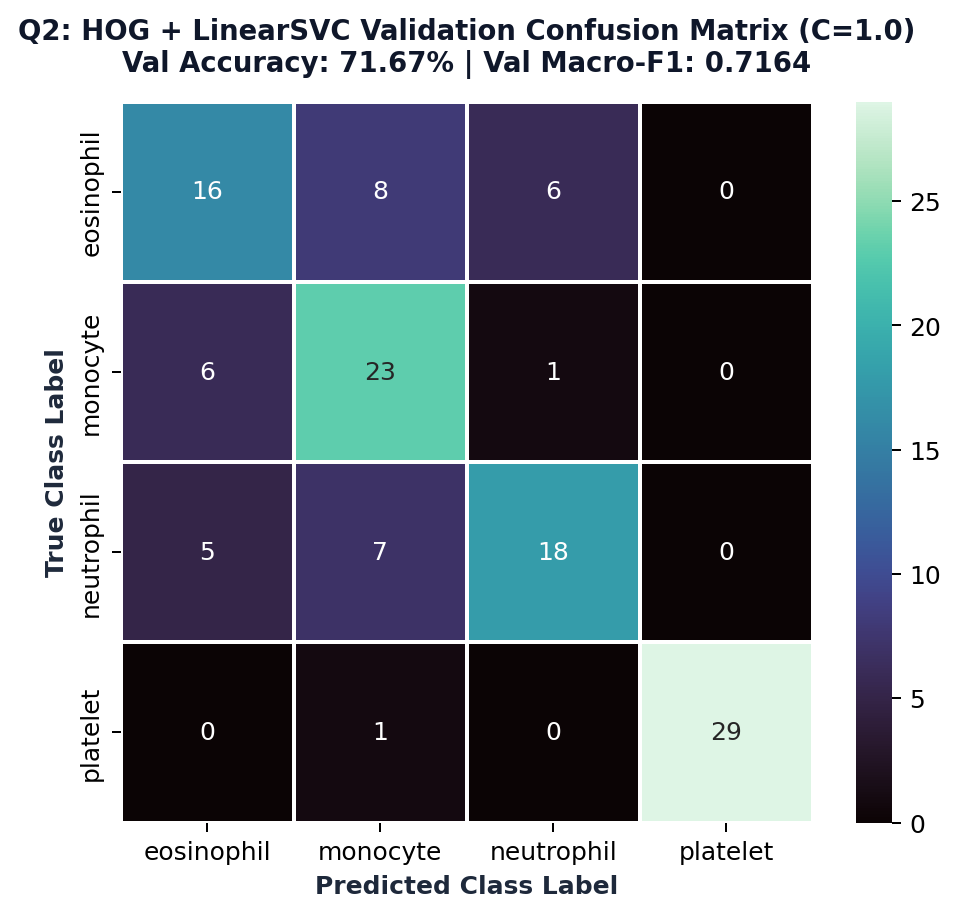 Q2: HOG + LinearSVC Validation Confusion Matrix (C=1.0)
Val Accuracy: 71.67% | Val Macro-F1: 0.7164
True Class Label
eosinophil
16 8 6 0
monocyte
6 23 1 0
neutrophil
5 7 18 0
platelet
0 1 0 29
eosinophil monocyte neutrophil platelet
Predicted Class Label
25
20
15
10
5
0